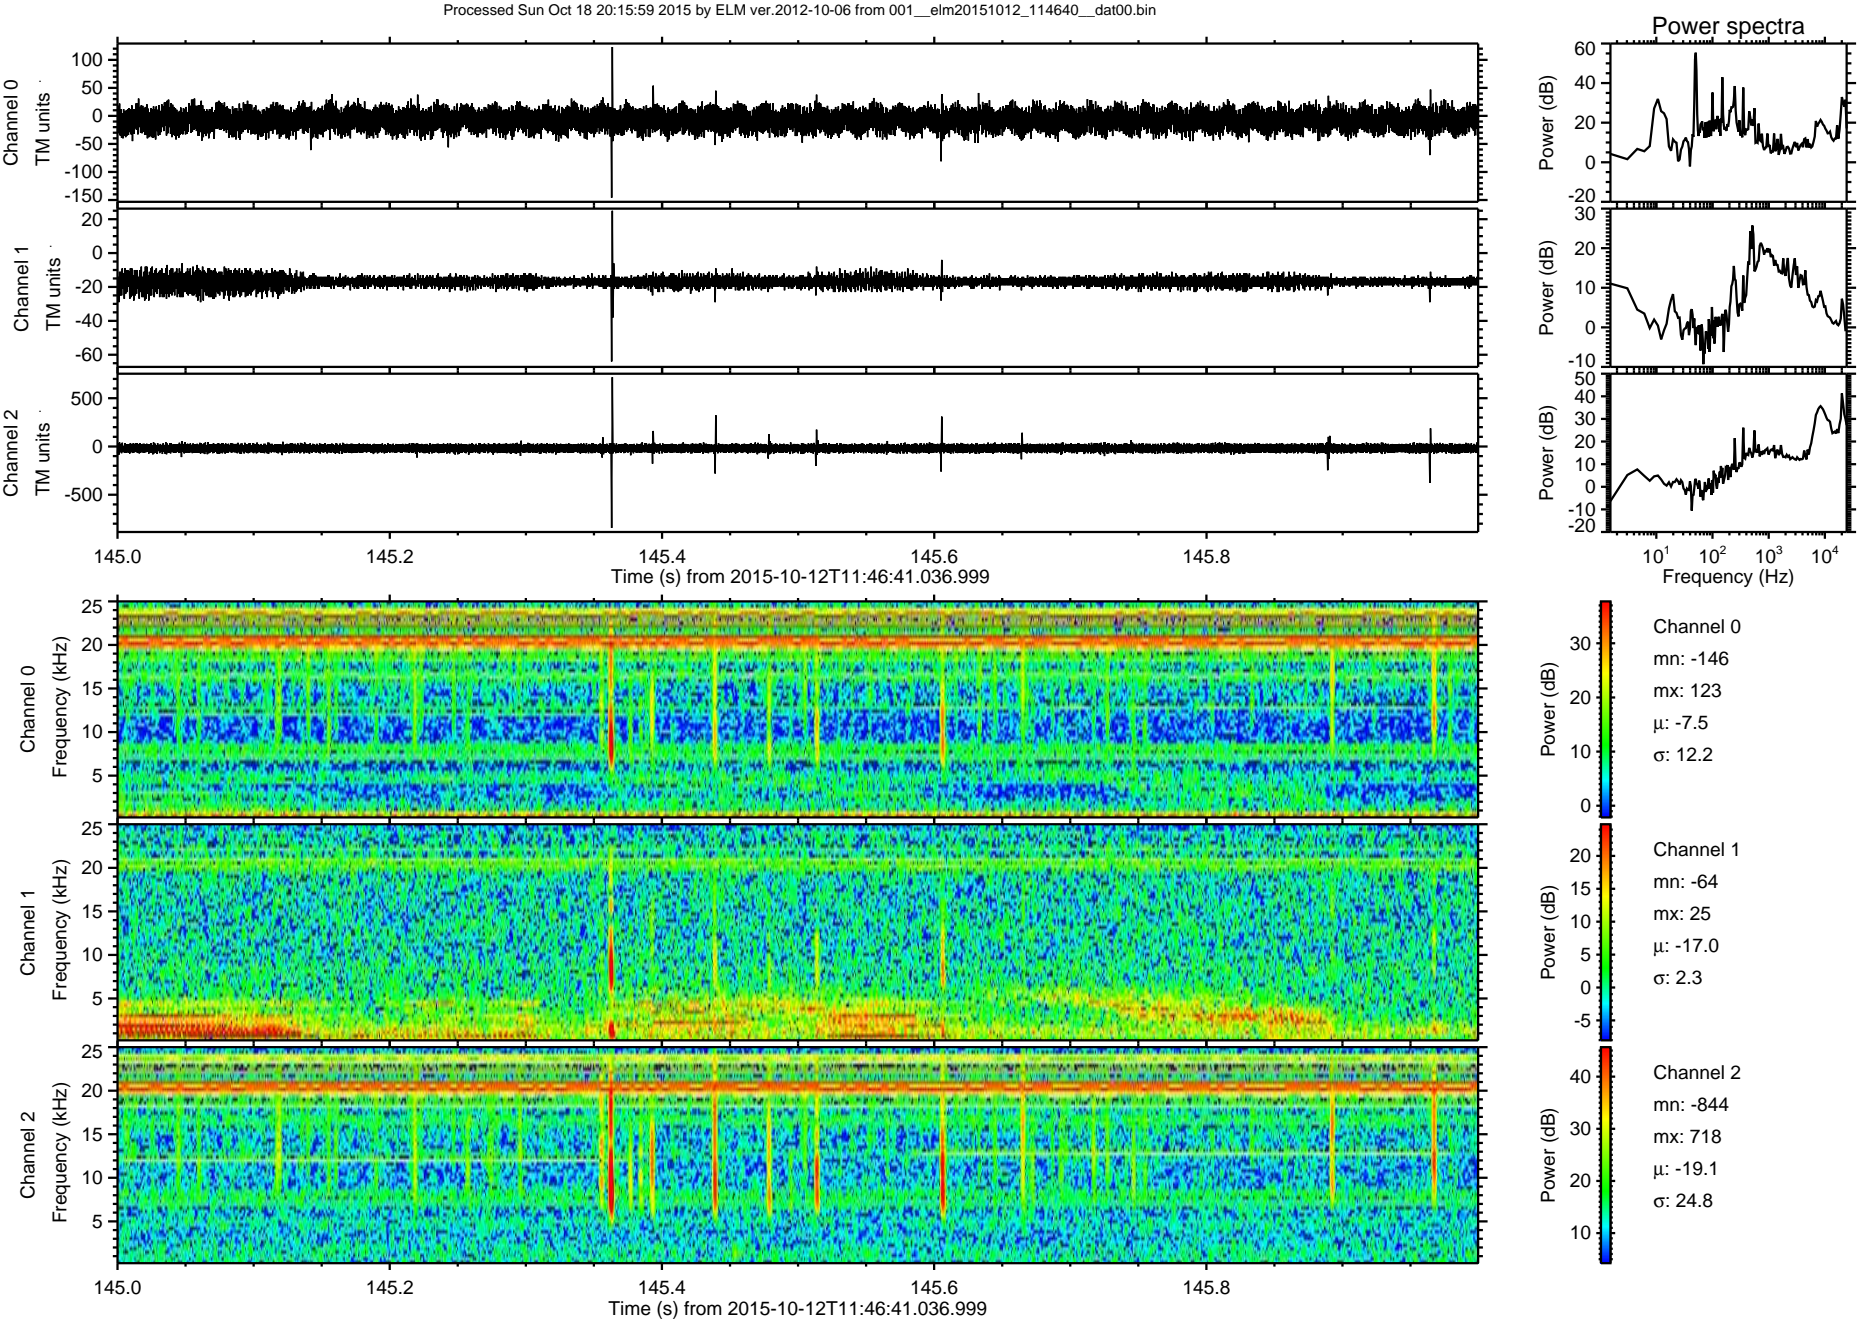 Processed Sun Oct 18 20:15:59 2015 by ELM ver.2012-10-06 from 001__elm20151012_114640__dat00.bin
Power spectra
Channel 0
TM units
100
50
0
-50
-100
-150
Power (dB)
60
40
20
0
-20
Channel 1
TM units
20
0
-20
-40
-60
Power (dB)
30
20
10
0
-10
Channel 2
TM units
500
0
-500
Power (dB)
50
40
30
20
10
0
-10
-20
145.0 145.2 145.4 145.6 145.8
Time (s) from 2015-10-12T11:46:41.036.999
10^1 10^2 10^3 10^4
Frequency (Hz)
Channel 0
Frequency (kHz)
25
20
15
10
5
Power (dB)
30
20
10
0
Channel 0
mn: -146
mx: 123
μ: -7.5
σ: 12.2
Channel 1
Frequency (kHz)
25
20
15
10
5
Power (dB)
20
15
10
5
0
-5
Channel 1
mn: -64
mx: 25
μ: -17.0
σ: 2.3
Channel 2
Frequency (kHz)
25
20
15
10
5
Power (dB)
40
30
20
10
Channel 2
mn: -844
mx: 718
μ: -19.1
σ: 24.8
145.0 145.2 145.4 145.6 145.8
Time (s) from 2015-10-12T11:46:41.036.999